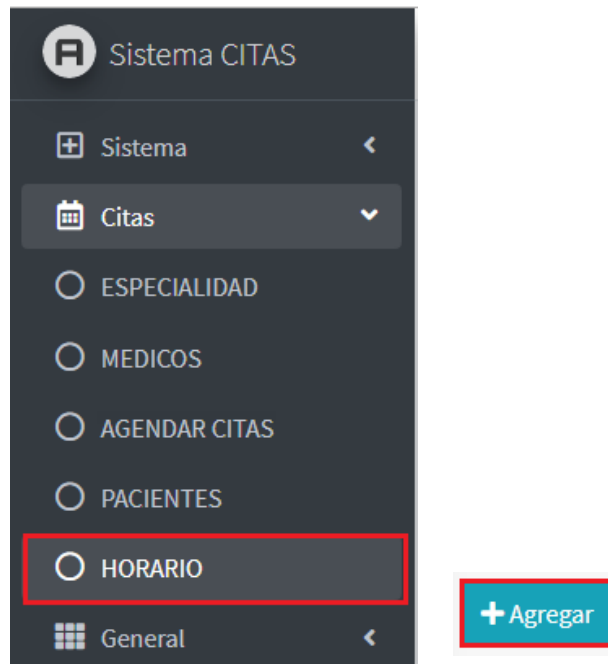 Sistema CITAS
Sistema
Citas
ESPECIALIDAD
MEDICOS
AGENDAR CITAS
PACIENTES
HORARIO
General
Agregar